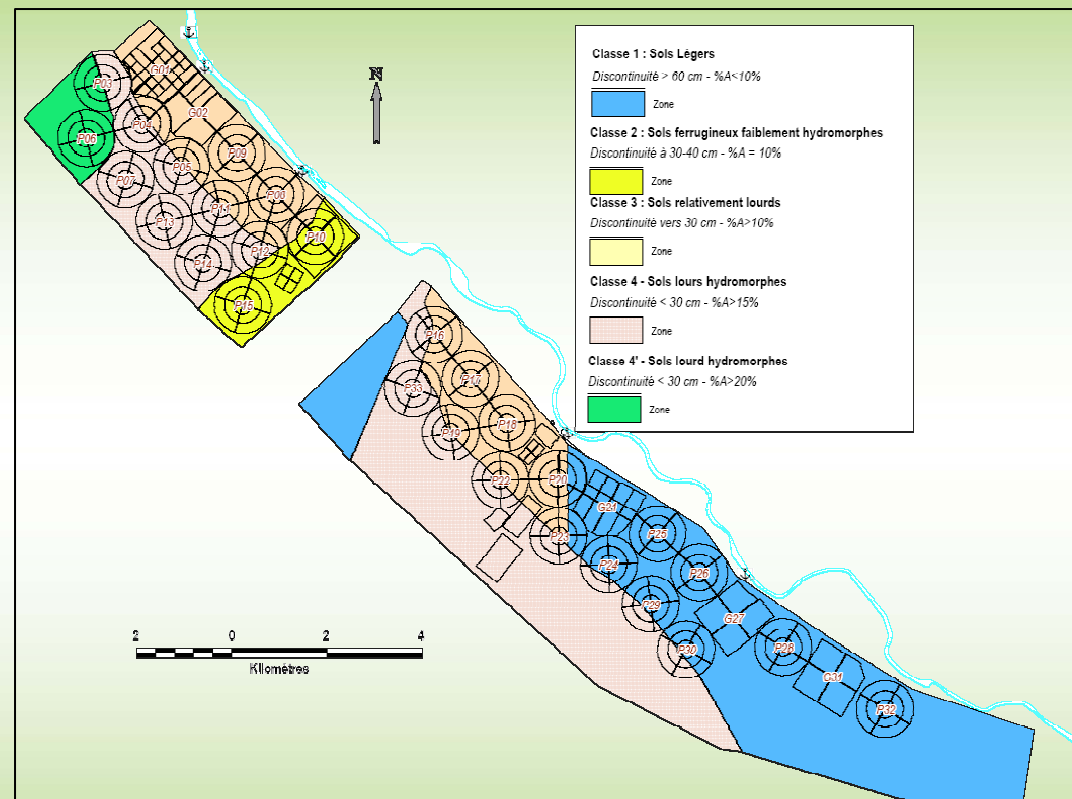 N
Classe 1 : Sols Légers
Discontinuité > 60 cm - %A<10%
Zone
Classe 2 : Sols ferrugineux faiblement hydromorphes
Discontinuité à 30-40 cm - %A = 10%
Zone
Classe 3 : Sols relativement lourds
Discontinuité vers 30 cm - %A>10%
Zone
Classe 4 - Sols lours hydromorphes
Discontinuité < 30 cm - %A>15%
Zone
Classe 4' - Sols lourd hydromorphes
Discontinuité < 30 cm - %A>20%
Zone
G01
P03
G02
P04
P06
P09
P05
P07
P08
P11
P13
P10
P12
P14
P15
P16
P17
P33
P18
P19
P22
P20
G21
P23
P25
P24
P26
P29
G27
P30
P28
G31
P32
2 0 2 4
Kilomètres